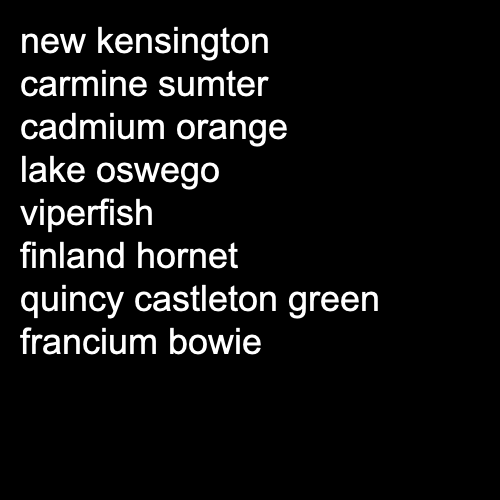 new kensington
carmine sumter
cadmium orange
lake oswego
viperfish
finland hornet
quincy castleton green
francium bowie